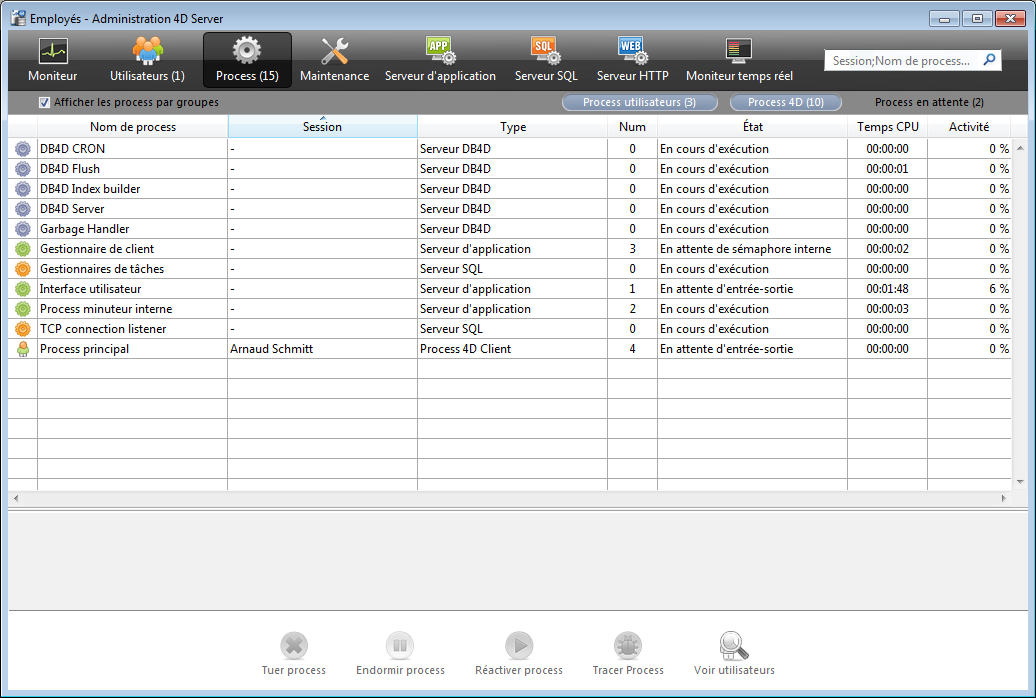 Employés - Administration 4D Server
Moniteur
Utilisateurs (1)
Process (15)
Maintenance
APP
Serveur d'application
SQL
Serveur SQL
WEB
Serveur HTTP
Moniteur temps réel
Session;Nom de process...
Afficher les process par groupes
Process utilisateurs (3)
Process 4D (10)
Process en attente (2)
Nom de process Session Type Num État Temps CPU Activité
DB4D CRON - Serveur DB4D 0 En cours d'exécution 00:00:00 0 %
DB4D Flush - Serveur DB4D 0 En cours d'exécution 00:00:01 0 %
DB4D Index builder - Serveur DB4D 0 En cours d'exécution 00:00:00 0 %
DB4D Server - Serveur DB4D 0 En cours d'exécution 00:00:00 0 %
Garbage Handler - Serveur DB4D 0 En cours d'exécution 00:00:00 0 %
Gestionnaire de client - Serveur d'application 3 En attente de sémaphore interne 00:00:02 0 %
Gestionnaires de tâches - Serveur SQL 0 En cours d'exécution 00:00:00 0 %
Interface utilisateur - Serveur d'application 1 En attente d'entrée-sortie 00:01:48 6 %
Process minuteur interne - Serveur d'application 2 En cours d'exécution 00:00:03 0 %
TCP connection listener - Serveur SQL 0 En cours d'exécution 00:00:00 0 %
Process principal Arnaud Schmitt Process 4D Client 4 En attente d'entrée-sortie 00:00:00 0 %
Tuer process
Endormir process
Réactiver process
Tracer Process
Voir utilisateurs